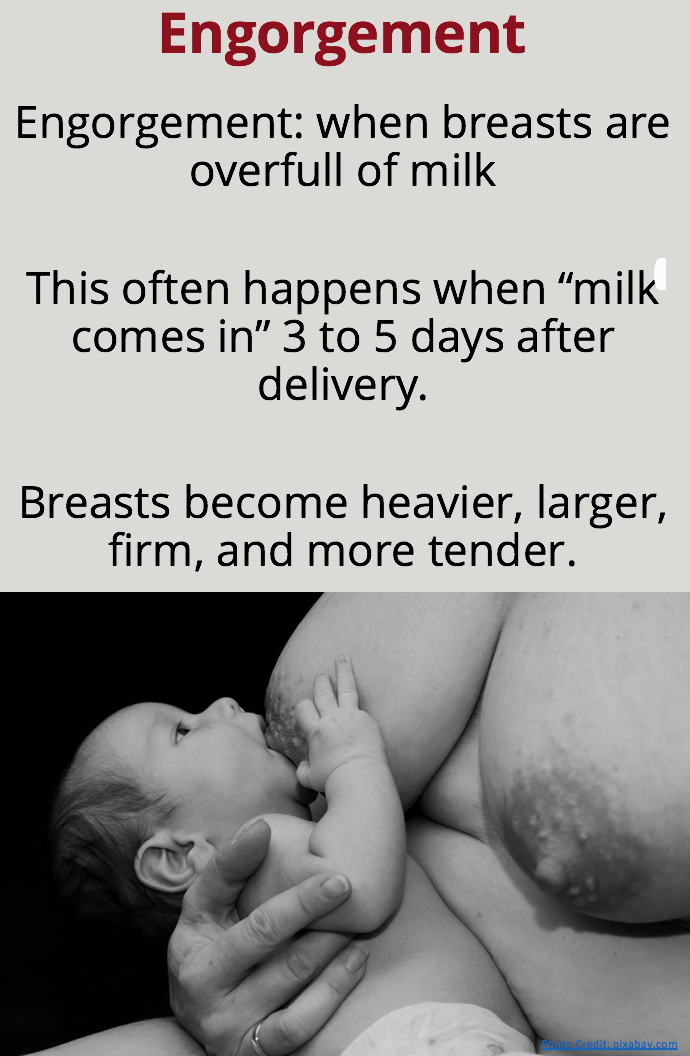 Engorgement
Engorgement: when breasts are
overfull of milk
This often happens when “milk
comes in” 3 to 5 days after
delivery.
Breasts become heavier, larger,
firm, and more tender.
Photo Credit: pixabay.com